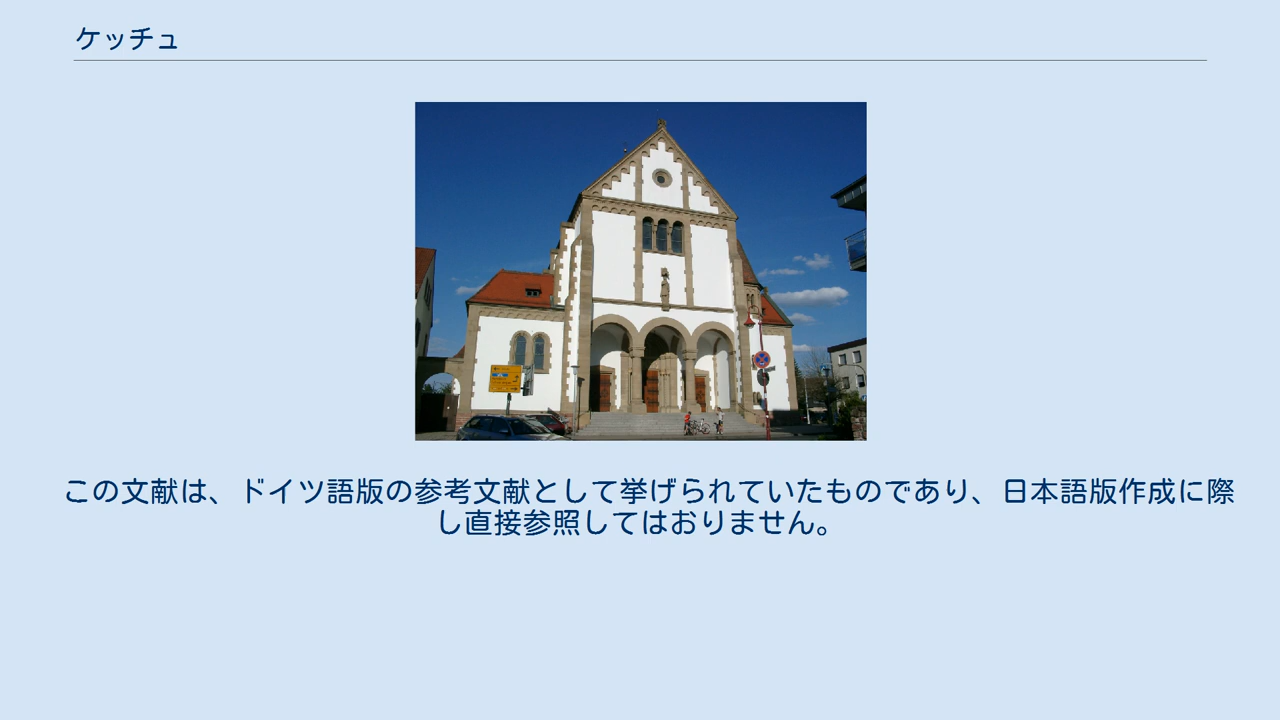 ケッチュ
この文献は、ドイツ語版の参考文献として挙げられていたものであり、日本語版作成に際
し直接参照してはおりません。